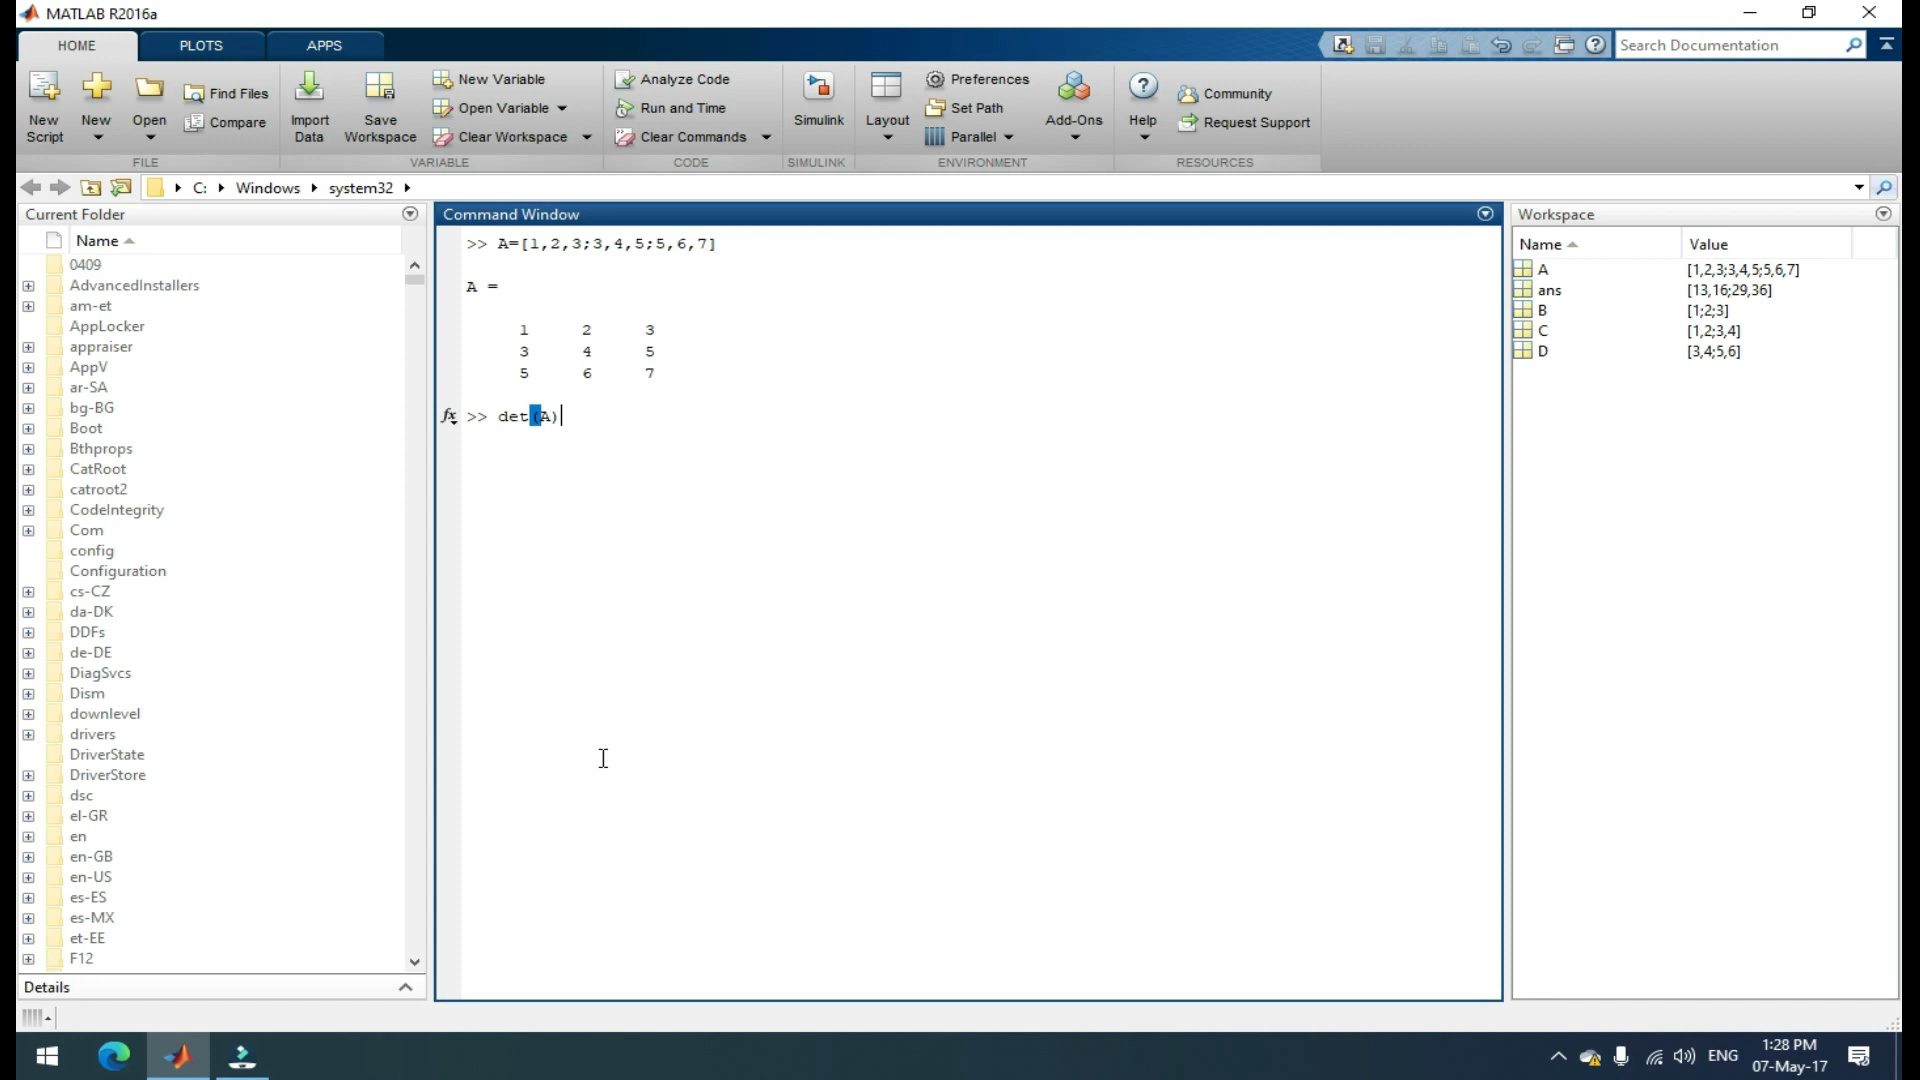 MATLAB R2016a
HOME PLOTS APPS
Search Documentation
New Script
New
Open
Find Files
Compare
FILE
Import Data
Save Workspace
New Variable
Open Variable
Clear Workspace
VARIABLE
Analyze Code
Run and Time
Clear Commands
CODE
Simulink
SIMULINK
Layout
Preferences
Set Path
Parallel
ENVIRONMENT
Add-Ons
Help
Community
Request Support
RESOURCES
C: Windows system32
Current Folder
Name
0409
AdvancedInstallers
am-et
AppLocker
appraiser
AppV
ar-SA
bg-BG
Boot
Bthprops
CatRoot
catroot2
CodeIntegrity
Com
config
Configuration
cs-CZ
da-DK
DDFs
de-DE
DiagSvcs
Dism
downlevel
drivers
DriverState
DriverStore
dsc
el-GR
en
en-GB
en-US
es-ES
es-MX
et-EE
F12
Details
Command Window
>> A=[1,2,3;3,4,5;5,6,7]
A =
1 2 3
3 4 5
5 6 7
fx >> det(A)
Workspace
Name Value
A [1,2,3;3,4,5;5,6,7]
ans [13,16;29,36]
B [1;2;3]
C [1,2;3,4]
D [3,4;5,6]
ENG
1:28 PM
07-May-17